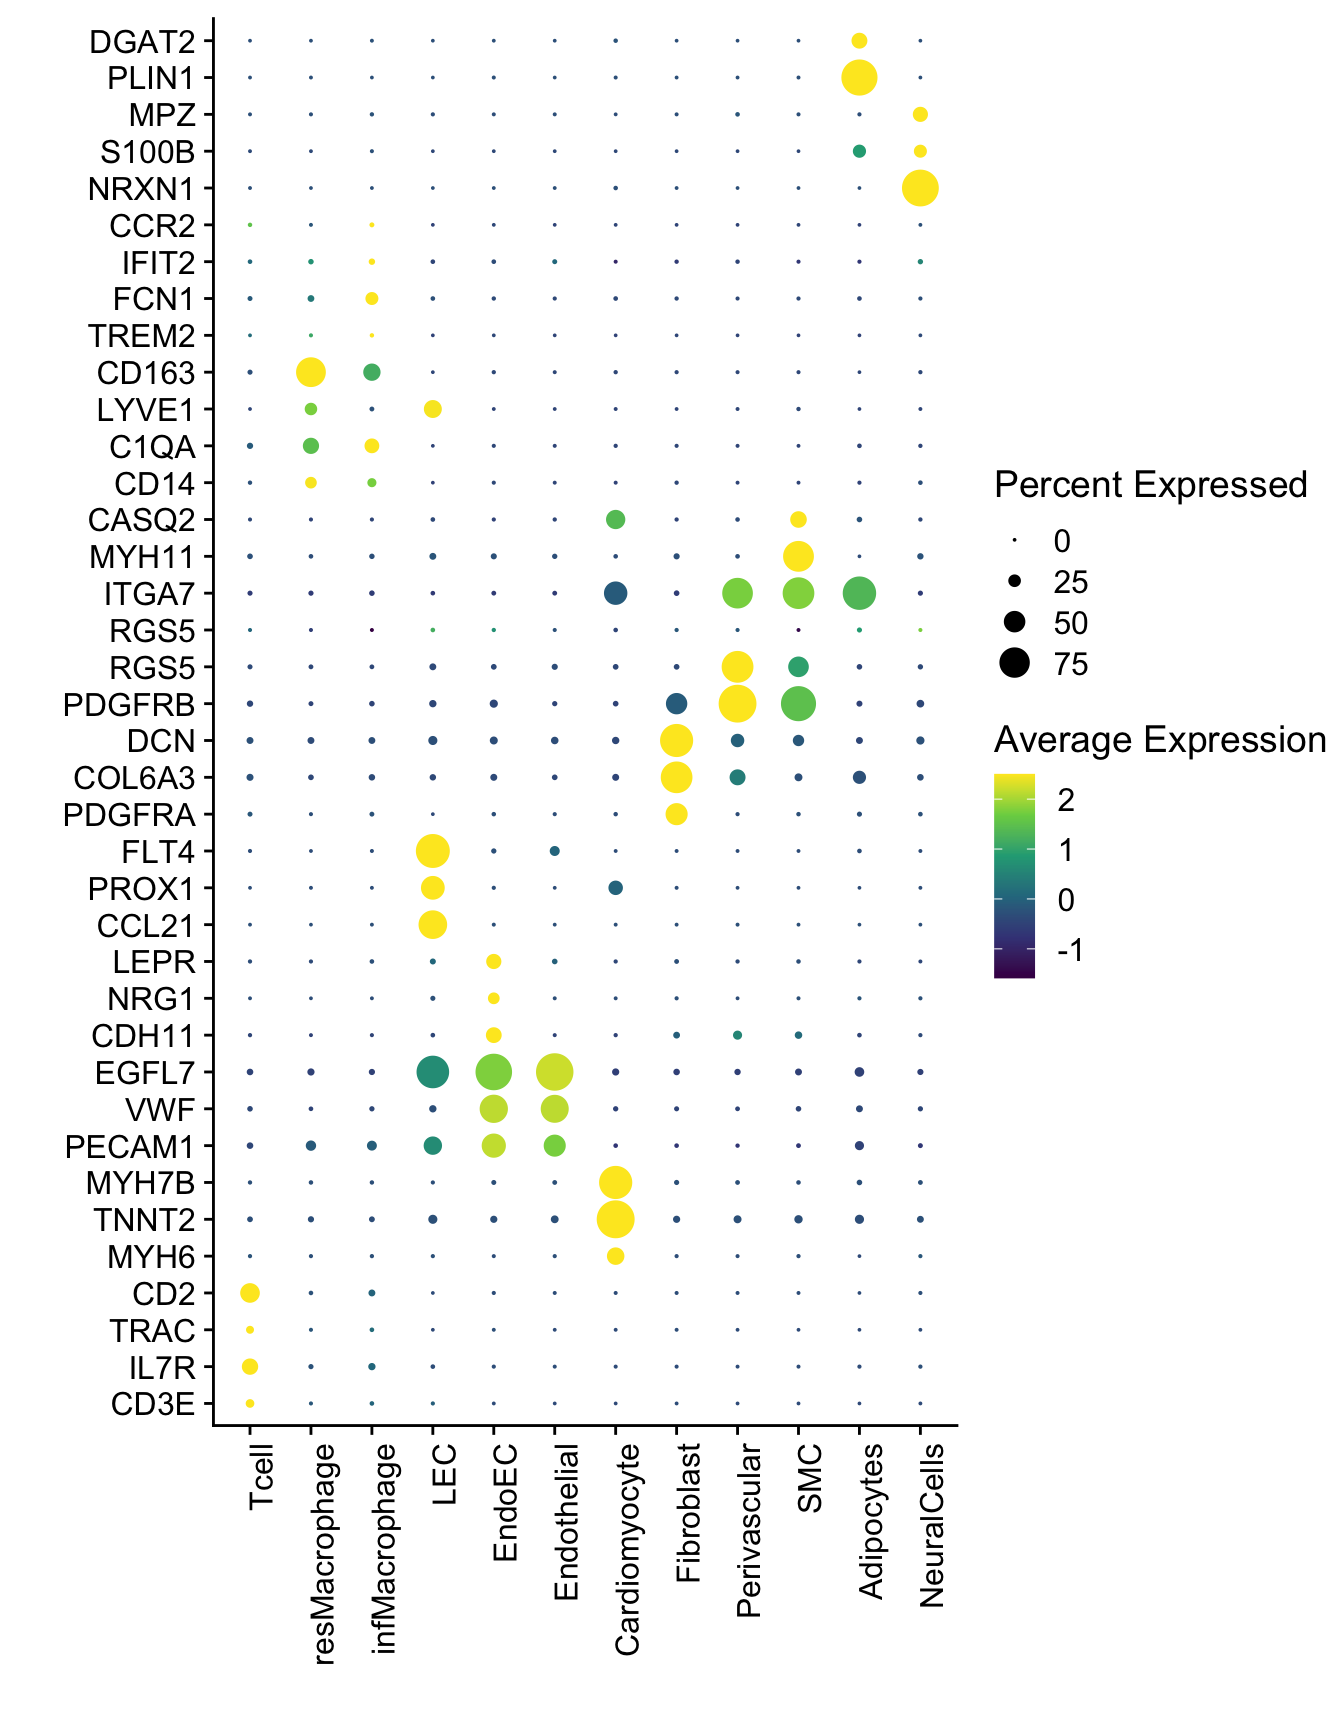 DGAT2
PLIN1
MPZ
S100B
NRXN1
CCR2
IFIT2
FCN1
TREM2
CD163
LYVE1
C1QA
CD14
CASQ2
MYH11
ITGA7
RGS5
RGS5
PDGFRB
DCN
COL6A3
PDGFRA
FLT4
PROX1
CCL21
LEPR
NRG1
CDH11
EGFL7
VWF
PECAM1
MYH7B
TNNT2
MYH6
CD2
TRAC
IL7R
CD3E
Tcell
resMacrophage
infMacrophage
LEC
EndoEC
Endothelial
Cardiomyocyte
Fibroblast
Perivascular
SMC
Adipocytes
NeuralCells
Percent Expressed
0
25
50
75
Average Expression
2
1
0
-1